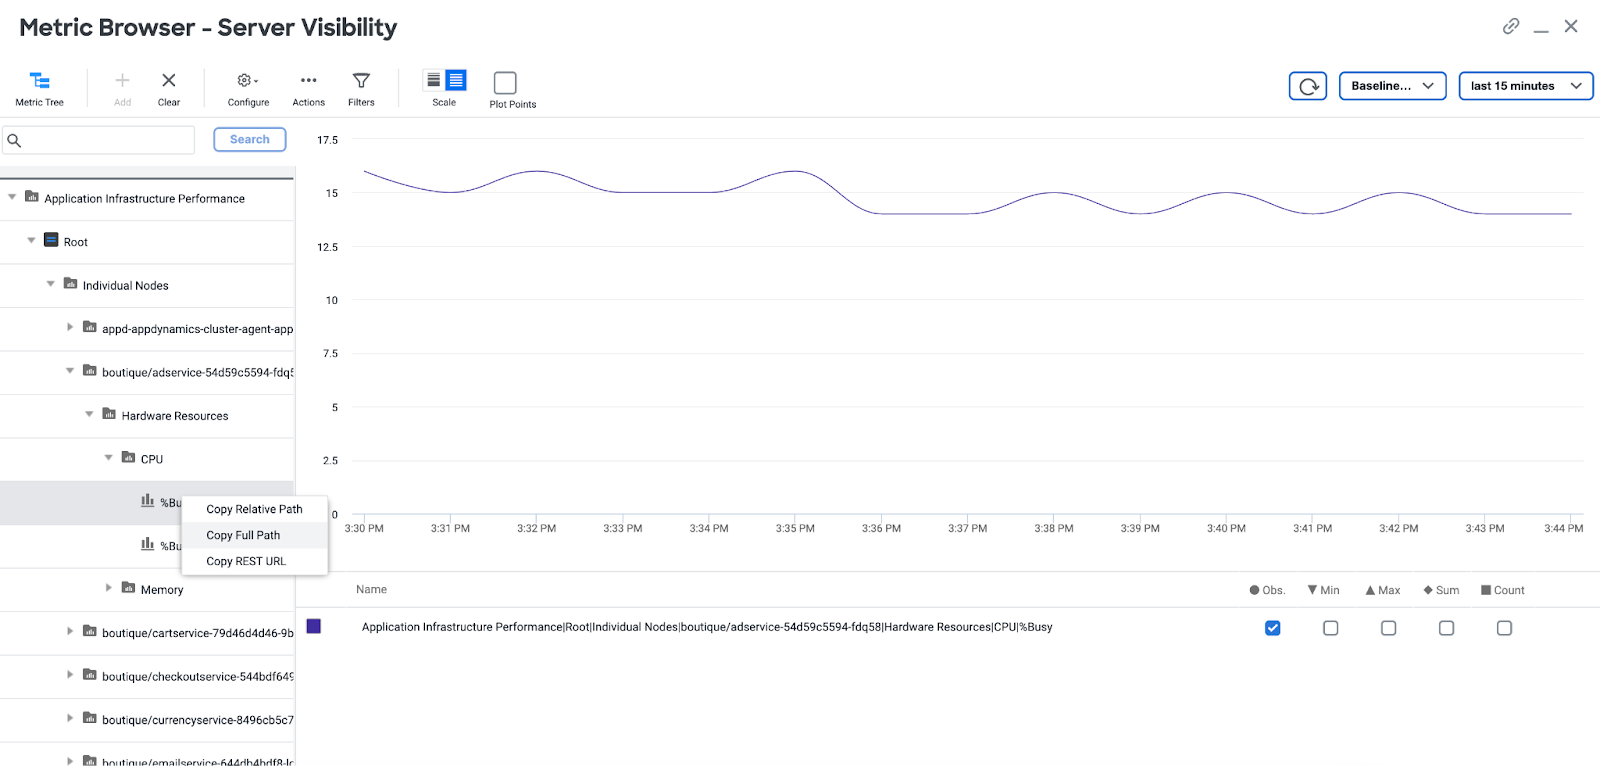 Metric Browser - Server Visibility
Metric Tree
Add
Clear
Configure
Actions
Filters
Scale
Plot Points
Baseline...
last 15 minutes
Search
Application Infrastructure Performance
Root
Individual Nodes
appd-appdynamics-cluster-agent-app
boutique/adservice-54d59c5594-fdq5
Hardware Resources
CPU
%Bu
%Bu
Copy Relative Path
Copy Full Path
Copy REST URL
Memory
boutique/cartservice-79d46d4d46-9b
boutique/checkoutservice-544bdf649
boutique/currencyservice-8496cb5c7
boutique/emailservice-644db4bdf8-lc
17.5
15
12.5
10
7.5
5
2.5
0
3:30 PM 3:31 PM 3:32 PM 3:33 PM 3:34 PM 3:35 PM 3:36 PM 3:37 PM 3:38 PM 3:39 PM 3:40 PM 3:41 PM 3:42 PM 3:43 PM 3:44 PM
Name Obs. Min Max Sum Count
Application Infrastructure Performance|Root|Individual Nodes|boutique/adservice-54d59c5594-fdq58|Hardware Resources|CPU|%Busy